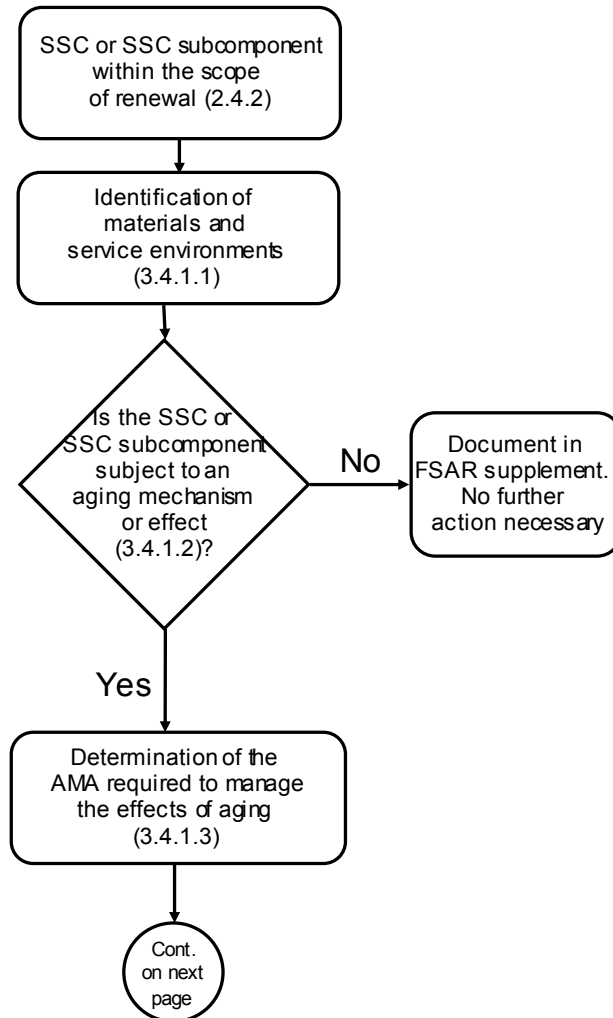 SSC or SSC subcomponent
within the scope
of renewal (2.4.2)
Identification of
materials and
service environments
(3.4.1.1)
Is the SSC or
SSC subcomponent
subject to an
aging mechanism
or effect
(3.4.1.2)?
No
Document in
FSAR supplement.
No further
action necessary
Yes
Determination of the
AMA required to manage
the effects of aging
(3.4.1.3)
Cont.
on next
page